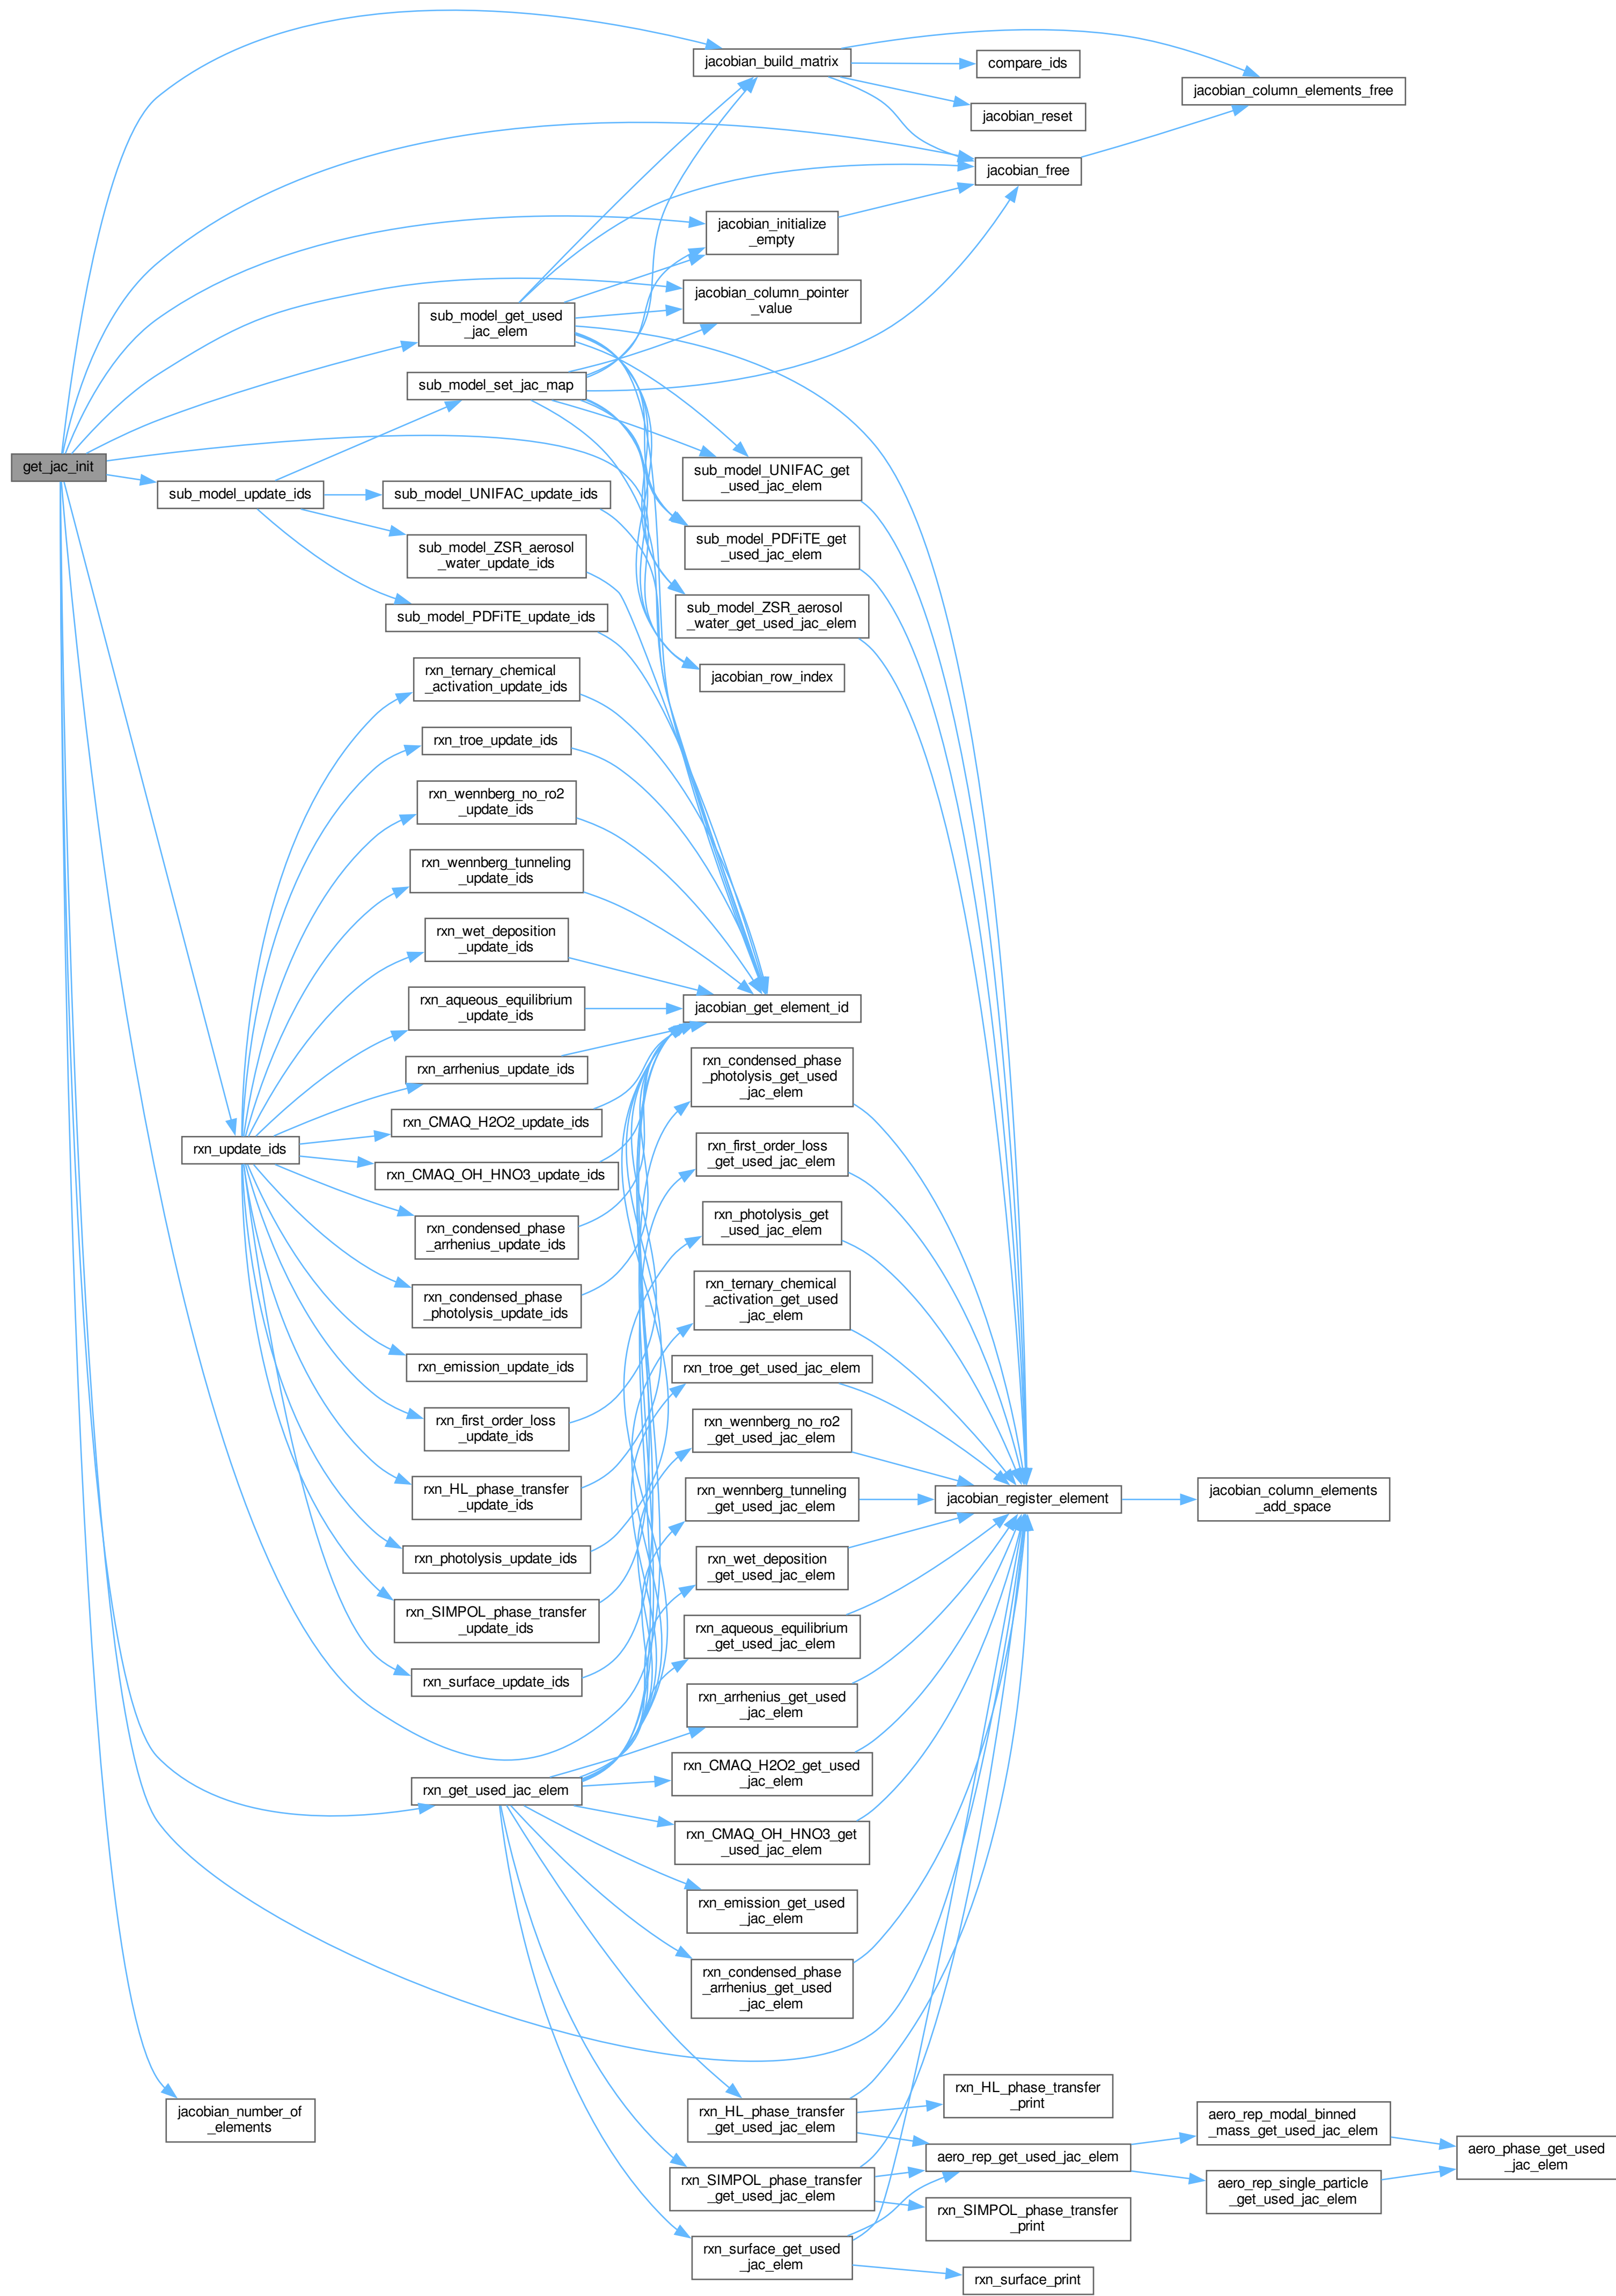 get_jac_init
sub_model_update_ids
rxn_update_ids
jacobian_number_of
_elements
sub_model_get_used
_jac_elem
sub_model_set_jac_map
sub_model_UNIFAC_update_ids
sub_model_ZSR_aerosol
_water_update_ids
sub_model_PDFiTE_update_ids
rxn_ternary_chemical
_activation_update_ids
rxn_troe_update_ids
rxn_wennberg_no_ro2
_update_ids
rxn_wennberg_tunneling
_update_ids
rxn_wet_deposition
_update_ids
rxn_aqueous_equilibrium
_update_ids
rxn_arrhenius_update_ids
rxn_CMAQ_H2O2_update_ids
rxn_CMAQ_OH_HNO3_update_ids
rxn_condensed_phase
_arrhenius_update_ids
rxn_condensed_phase
_photolysis_update_ids
rxn_emission_update_ids
rxn_first_order_loss
_update_ids
rxn_HL_phase_transfer
_update_ids
rxn_photolysis_update_ids
rxn_SIMPOL_phase_transfer
_update_ids
rxn_surface_update_ids
rxn_get_used_jac_elem
jacobian_build_matrix
jacobian_initialize
_empty
jacobian_column_pointer
_value
sub_model_UNIFAC_get
_used_jac_elem
sub_model_PDFiTE_get
_used_jac_elem
sub_model_ZSR_aerosol
_water_get_used_jac_elem
jacobian_row_index
jacobian_get_element_id
rxn_condensed_phase
_photolysis_get_used
_jac_elem
rxn_first_order_loss
_get_used_jac_elem
rxn_photolysis_get
_used_jac_elem
rxn_ternary_chemical
_activation_get_used
_jac_elem
rxn_troe_get_used_jac_elem
rxn_wennberg_no_ro2
_get_used_jac_elem
rxn_wennberg_tunneling
_get_used_jac_elem
rxn_wet_deposition
_get_used_jac_elem
rxn_aqueous_equilibrium
_get_used_jac_elem
rxn_arrhenius_get_used
_jac_elem
rxn_CMAQ_H2O2_get_used
_jac_elem
rxn_CMAQ_OH_HNO3_get
_used_jac_elem
rxn_emission_get_used
_jac_elem
rxn_condensed_phase
_arrhenius_get_used
_jac_elem
rxn_HL_phase_transfer
_get_used_jac_elem
rxn_SIMPOL_phase_transfer
_get_used_jac_elem
rxn_surface_get_used
_jac_elem
compare_ids
jacobian_reset
jacobian_free
jacobian_register_element
rxn_HL_phase_transfer
_print
aero_rep_get_used_jac_elem
rxn_SIMPOL_phase_transfer
_print
rxn_surface_print
jacobian_column_elements_free
jacobian_column_elements
_add_space
aero_rep_modal_binned
_mass_get_used_jac_elem
aero_rep_single_particle
_get_used_jac_elem
aero_phase_get_used
_jac_elem